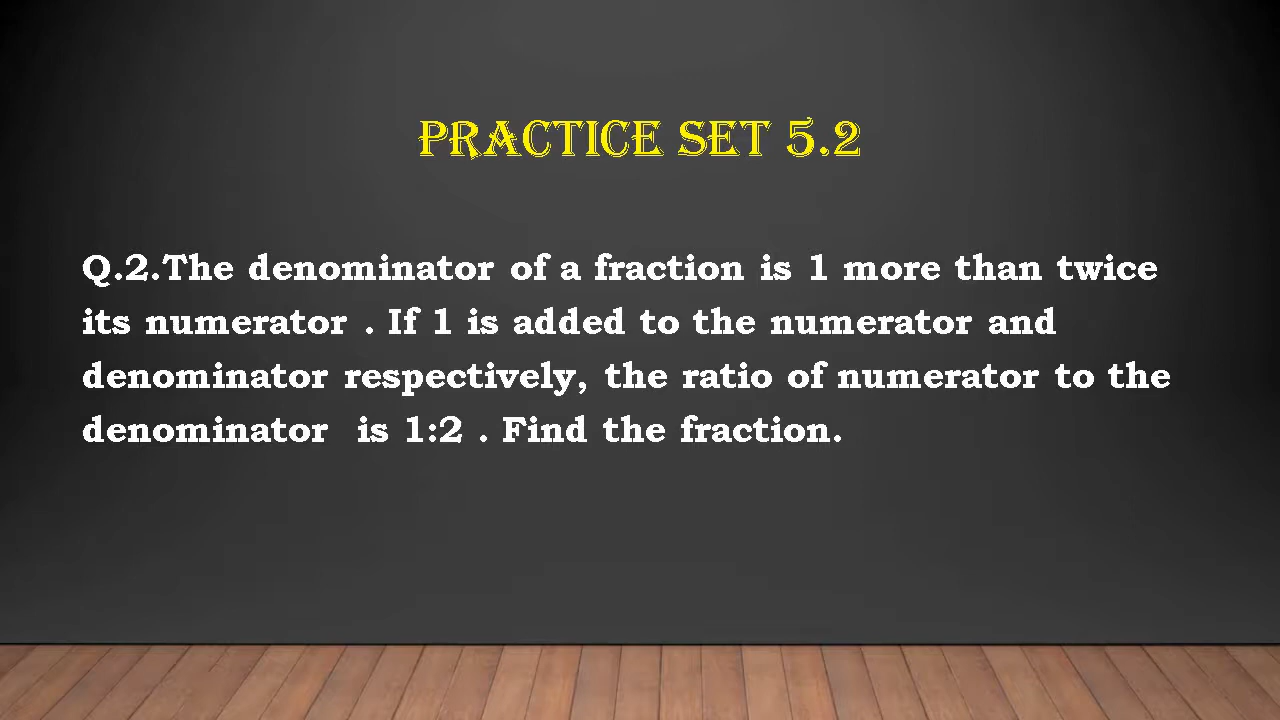 PRACTICE SET 5.2
Q.2.The denominator of a fraction is 1 more than twice
its numerator . If 1 is added to the numerator and
denominator respectively, the ratio of numerator to the
denominator  is 1:2 . Find the fraction.